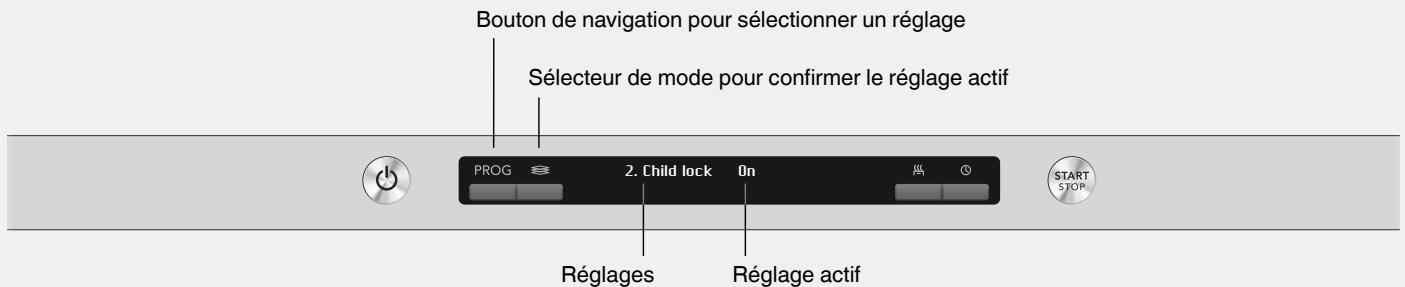 Bouton de navigation pour sélectionner un réglage
Sélecteur de mode pour confirmer le réglage actif
PROG
2. Child lock On
START
STOP
Réglages
Réglage actif